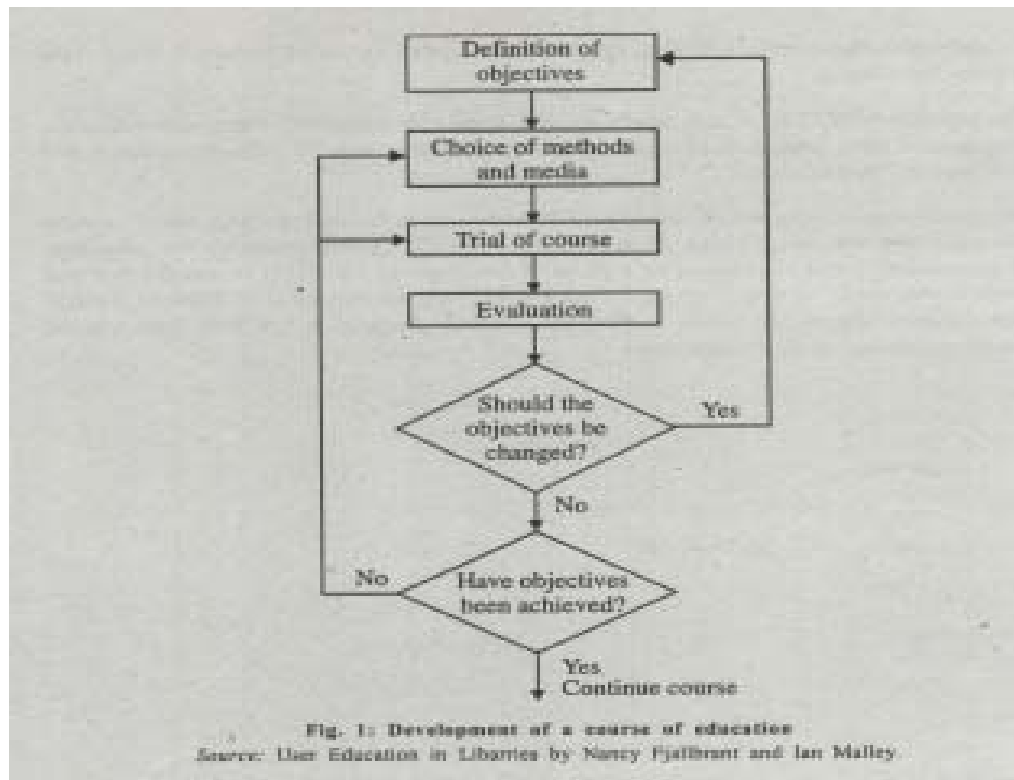 Definition of
objectives
Choice of methods
and media
Trial of course
Evaluation
Should the
objectives be
changed?
Yes
No
Have objectives
been achieved?
No
Yes
Continue course
Fig. 1: Development of a course of education
Source: User Education in Libarries by Nancy Fjallbrant and Ian Malley